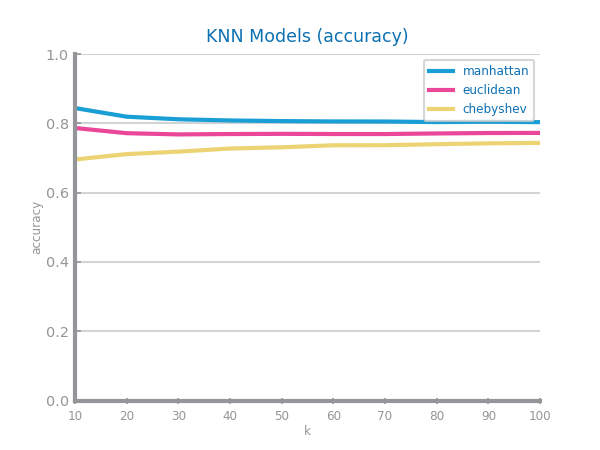 KNN Models (accuracy)
manhattan
euclidean
chebyshev
accuracy
1.0
0.8
0.6
0.4
0.2
0.0
10 20 30 40 50 60 70 80 90 100
k